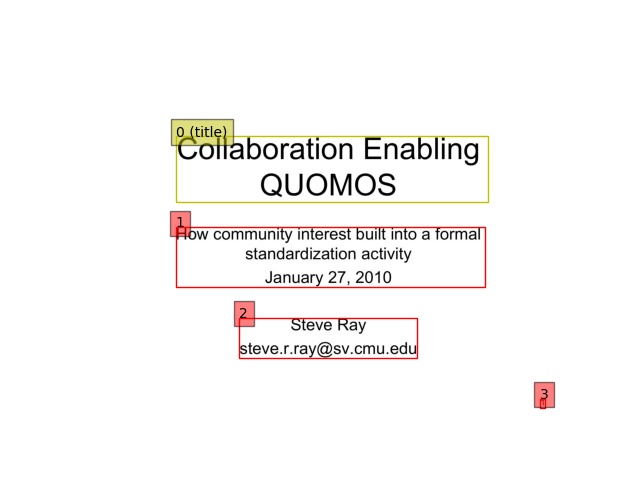 0 (title)
Collaboration Enabling
QUOMOS
1
How community interest built into a formal
standardization activity
January 27, 2010
2
Steve Ray
steve.r.ray@sv.cmu.edu
3